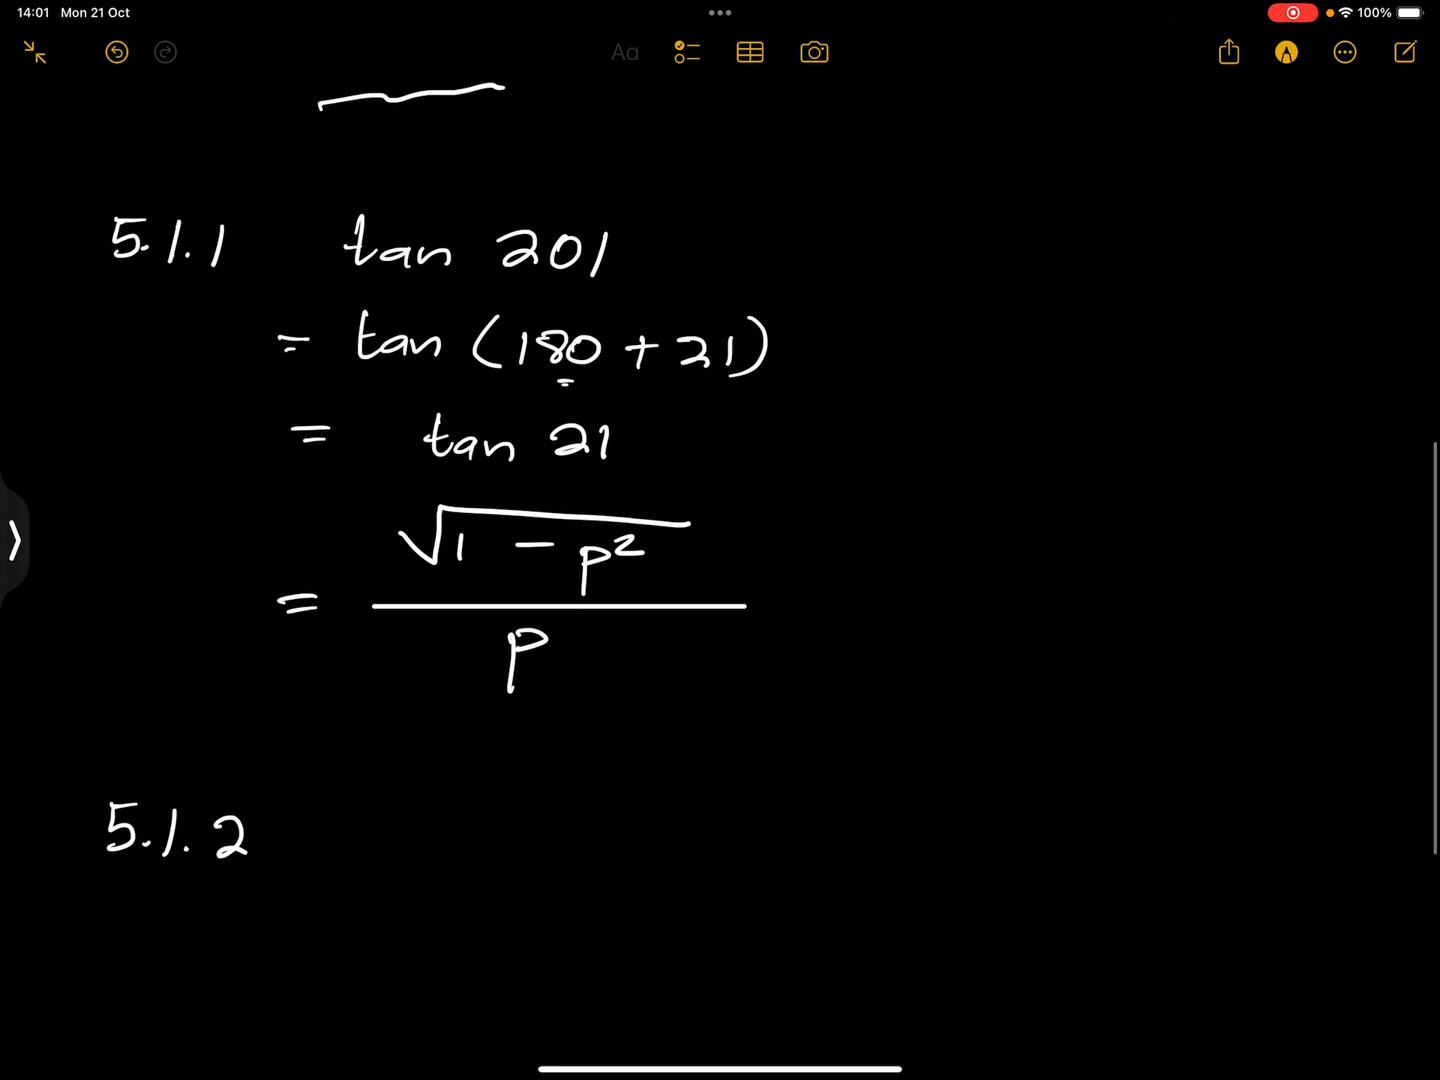 14:01 Mon 21 Oct
100%
Aa
5.1.1 tan 201
= tan (180 + 21)
= tan 21
= √1 - p²
p
5.1.2